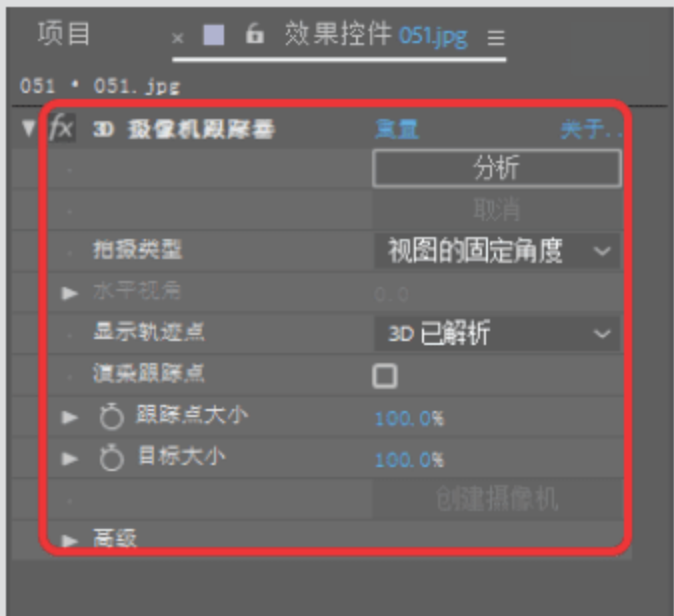 项目 × 效果控件 051.jpg ≡
051 • 051.jpg
fx 3D 摄像机跟踪器 重置 关于..
分析
取消
拍摄类型 视图的固定角度
水平视角 0.0
显示轨迹点 3D 已解析
渲染跟踪点
跟踪点大小 100.0%
目标大小 100.0%
创建摄像机
高级